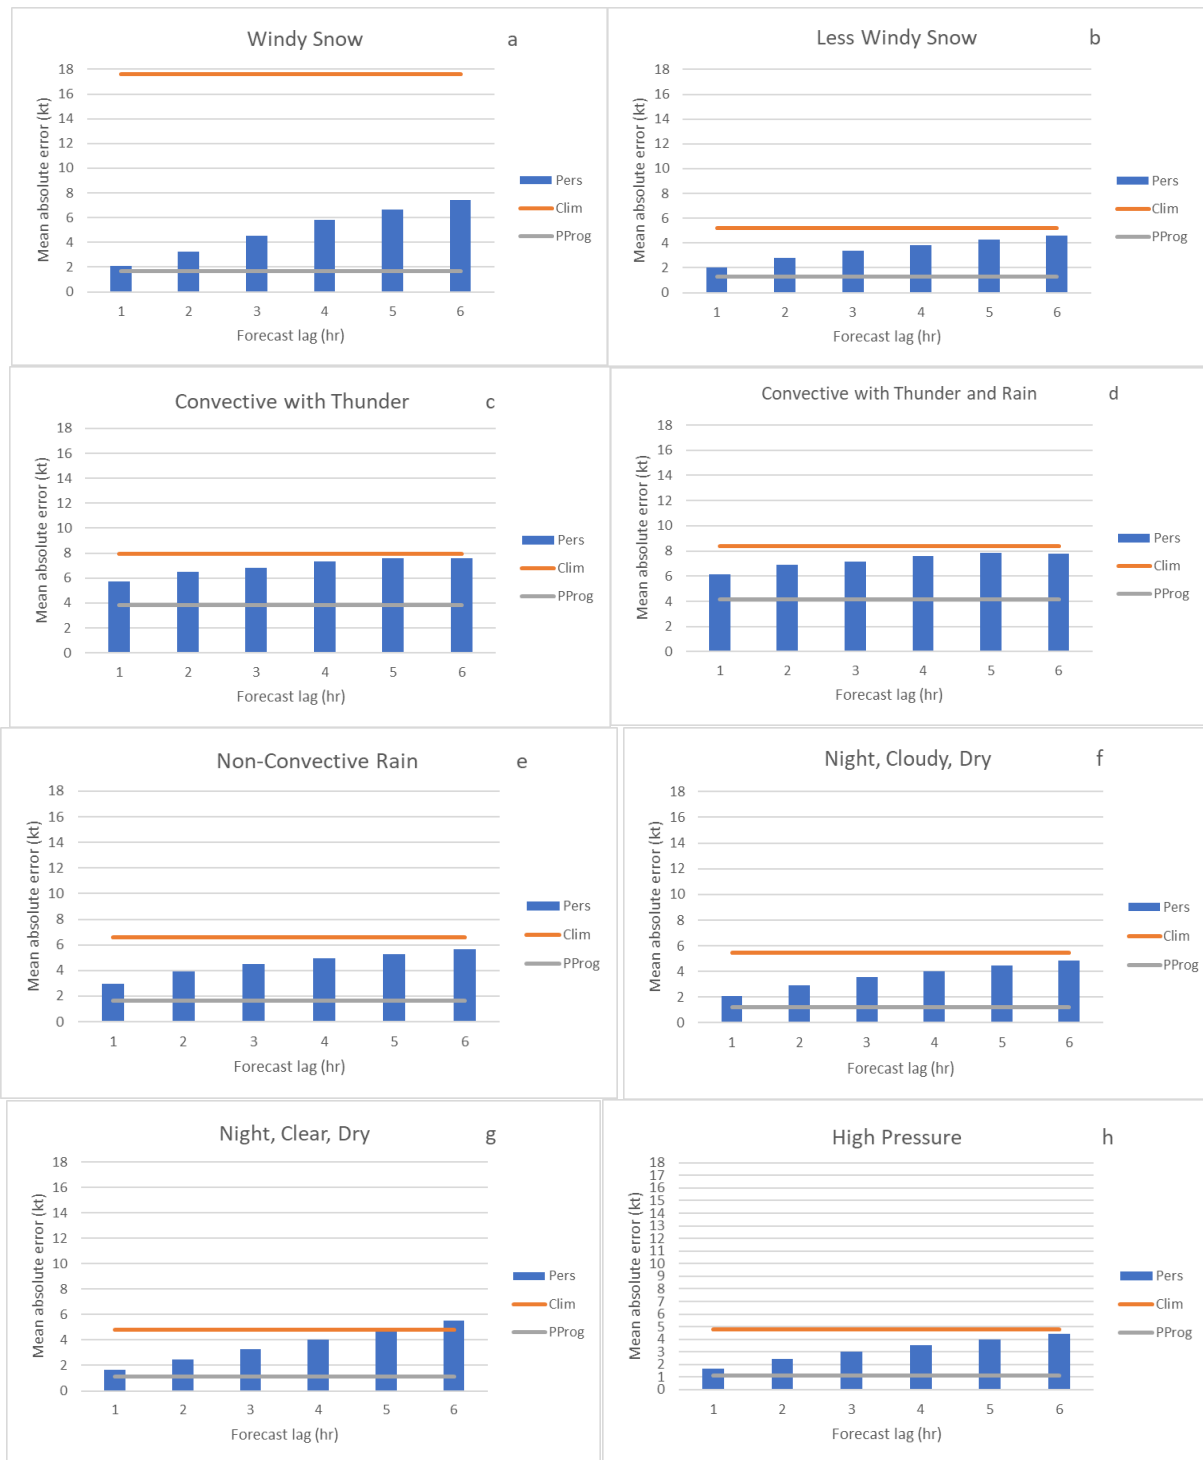 Windy Snow a
Mean absolute error (kt)
18
16
14
12
10
8
6
4
2
0
1 2 3 4 5 6
Forecast lag (hr)
Pers
Clim
PProg
Less Windy Snow b
Mean absolute error (kt)
18
16
14
12
10
8
6
4
2
0
1 2 3 4 5 6
Forecast lag (hr)
Pers
Clim
PProg
Convective with Thunder c
Mean absolute error (kt)
18
16
14
12
10
8
6
4
2
0
1 2 3 4 5 6
Forecast lag (hr)
Pers
Clim
PProg
Convective with Thunder and Rain d
Mean absolute error (kt)
18
16
14
12
10
8
6
4
2
0
1 2 3 4 5 6
Forecast lag (hr)
Pers
Clim
PProg
Non-Convective Rain e
Mean absolute error (kt)
18
16
14
12
10
8
6
4
2
0
1 2 3 4 5 6
Forecast lag (hr)
Pers
Clim
PProg
Night, Cloudy, Dry f
Mean absolute error (kt)
18
16
14
12
10
8
6
4
2
0
1 2 3 4 5 6
Forecast lag (hr)
Pers
Clim
PProg
Night, Clear, Dry g
Mean absolute error (kt)
18
16
14
12
10
8
6
4
2
0
1 2 3 4 5 6
Forecast lag (hr)
Pers
Clim
PProg
High Pressure h
Mean absolute error (kt)
18
17
16
15
14
13
12
11
10
9
8
7
6
5
4
3
2
1
0
1 2 3 4 5 6
Forecast lag (hr)
Pers
Clim
PProg